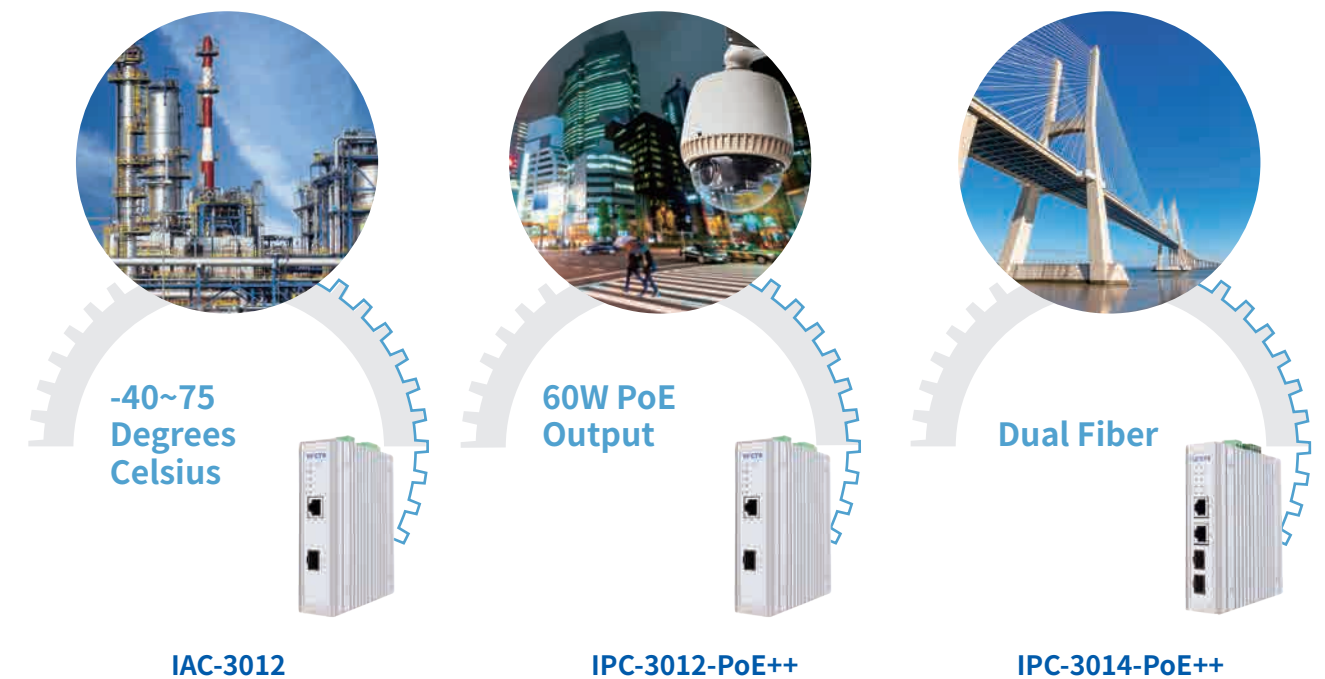 -40~75
Degrees
Celsius
60W PoE
Output
Dual Fiber
IAC-3012
IPC-3012-PoE++
IPC-3014-PoE++